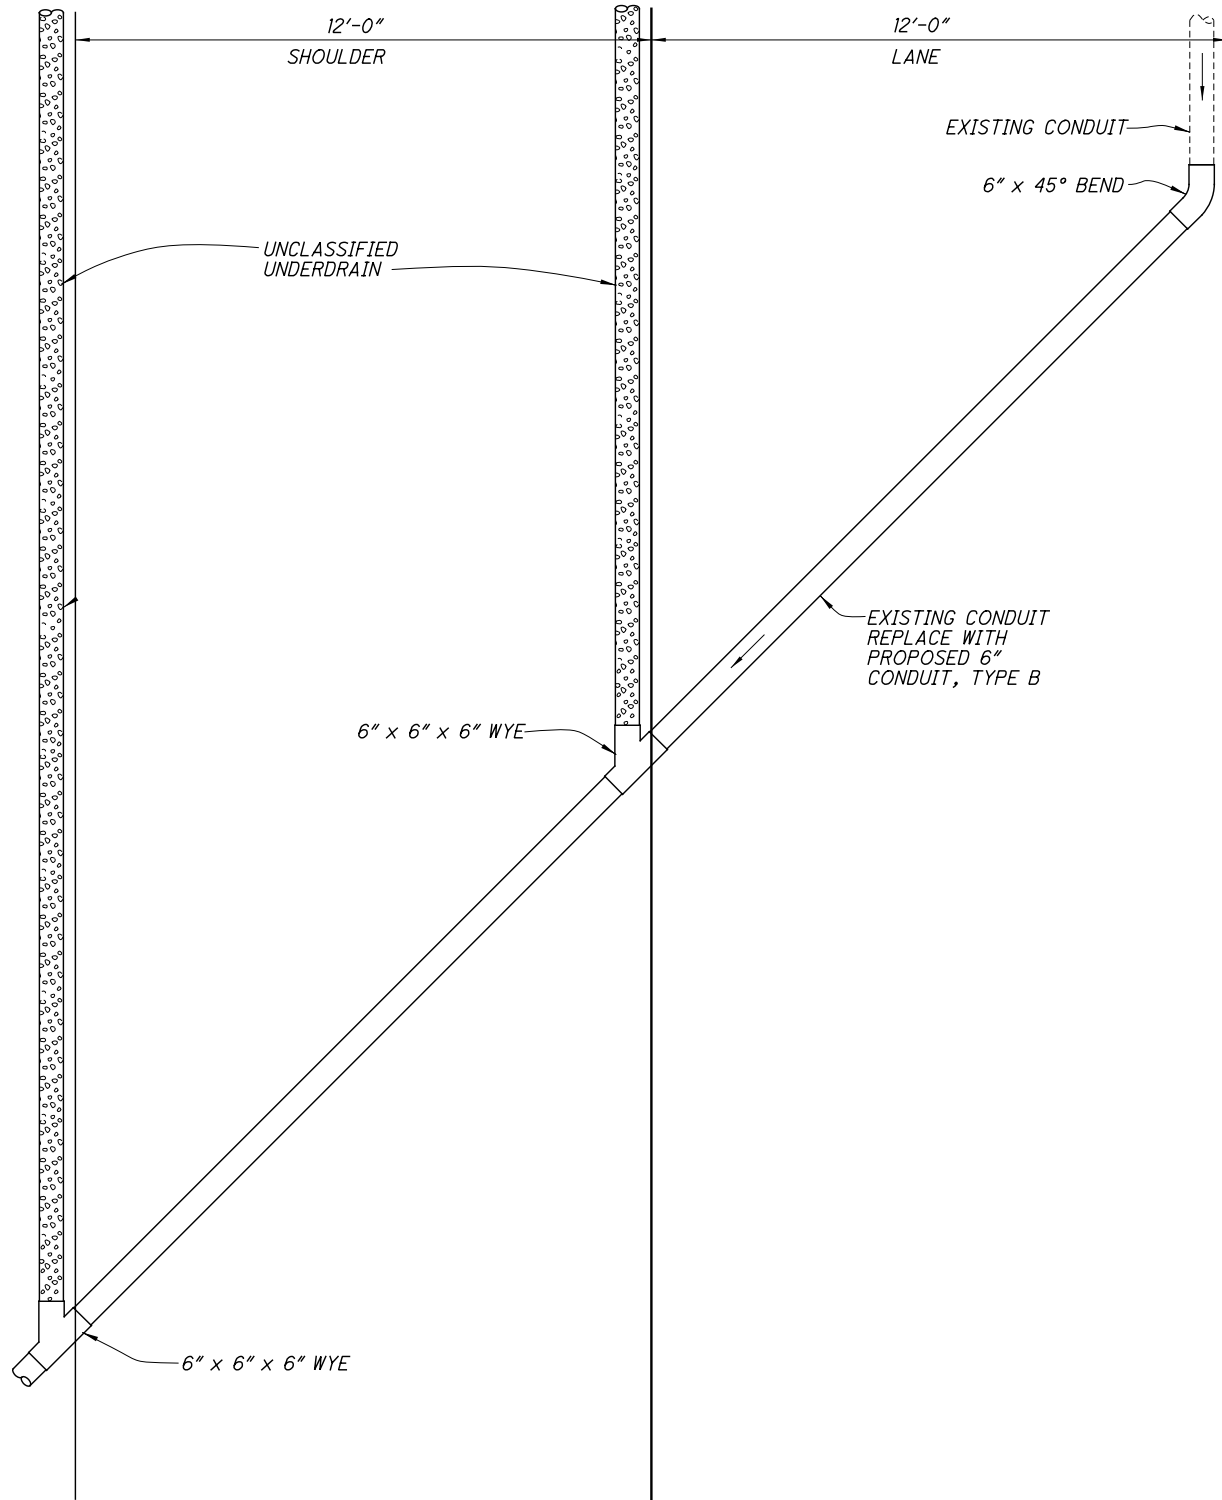 12'-0"
SHOULDER
12'-0"
LANE
EXISTING CONDUIT
6" x 45° BEND
UNCLASSIFIED
UNDERDRAIN
EXISTING CONDUIT
REPLACE WITH
PROPOSED 6"
CONDUIT, TYPE B
6" x 6" x 6" WYE
6" x 6" x 6" WYE